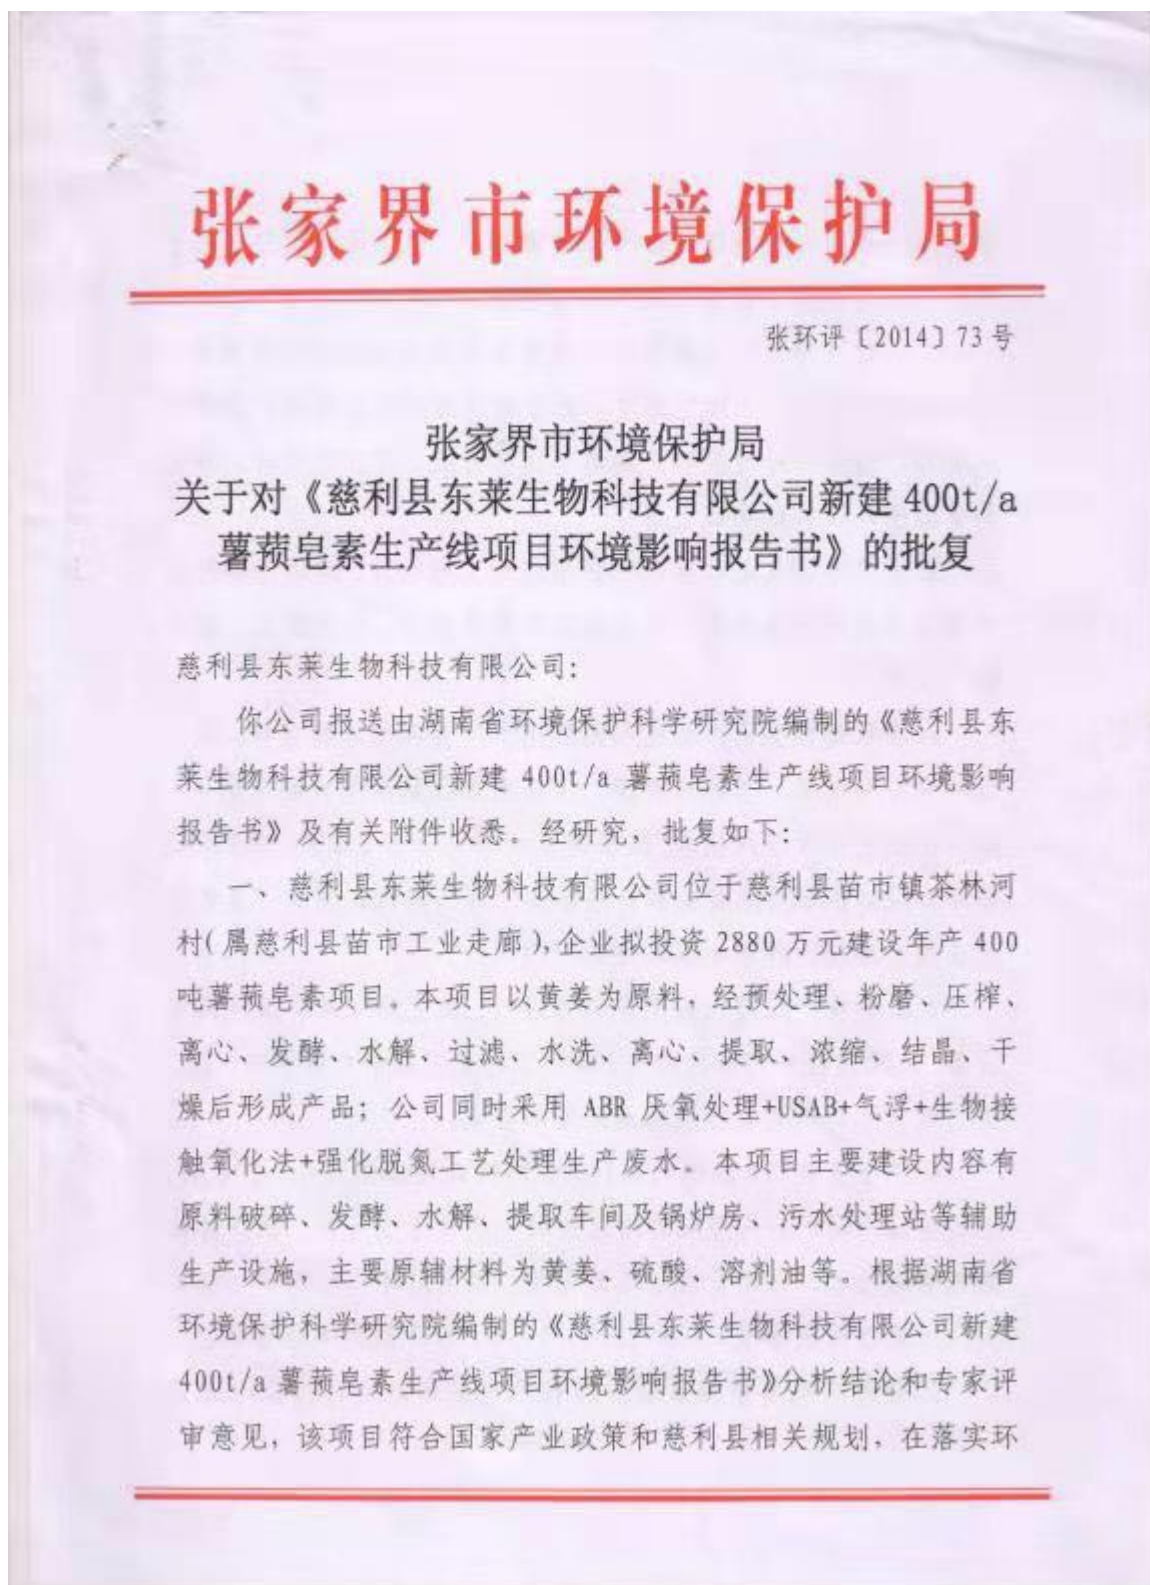 张家界市环境保护局
张环评〔2014〕73号
张家界市环境保护局
关于对《慈利县东莱生物科技有限公司新建 400t/a
薯蓣皂素生产线项目环境影响报告书》的批复
慈利县东莱生物科技有限公司:
你公司报送由湖南省环境保护科学研究院编制的《慈利县东
莱生物科技有限公司新建 400t/a 薯蓣皂素生产线项目环境影响
报告书》及有关附件收悉。经研究，批复如下:
一、慈利县东莱生物科技有限公司位于慈利县苗市镇茶林河
村(属慈利县苗市工业走廊),企业拟投资 2880 万元建设年产 400
吨薯蓣皂素项目。本项目以黄姜为原料，经预处理、粉磨、压榨、
离心、发酵、水解、过滤、水洗、离心、提取、浓缩、结晶、干
燥后形成产品；公司同时采用 ABR 厌氧处理+USAB+气浮+生物接
触氧化法+强化脱氮工艺处理生产废水。本项目主要建设内容有
原料破碎、发酵、水解、提取车间及锅炉房、污水处理站等辅助
生产设施，主要原辅材料为黄姜、硫酸、溶剂油等。根据湖南省
环境保护科学研究院编制的《慈利县东莱生物科技有限公司新建
400t/a 薯蓣皂素生产线项目环境影响报告书》分析结论和专家评
审意见，该项目符合国家产业政策和慈利县相关规划，在落实环